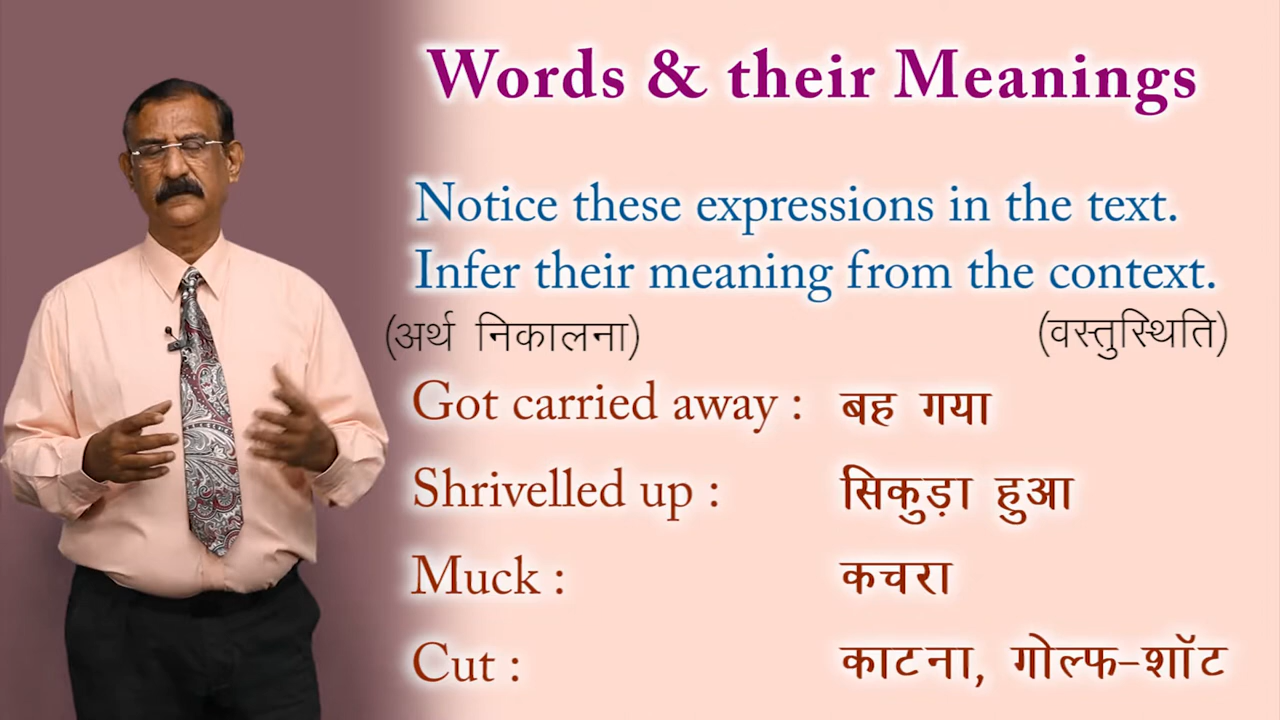 Words & their Meanings
Notice these expressions in the text.
Infer their meaning from the context.
(अर्थ निकालना) (वस्तुस्थिति)
Got carried away : बह गया
Shrivelled up : सिकुड़ा हुआ
Muck : कचरा
Cut : काटना, गोल्फ-शॉट